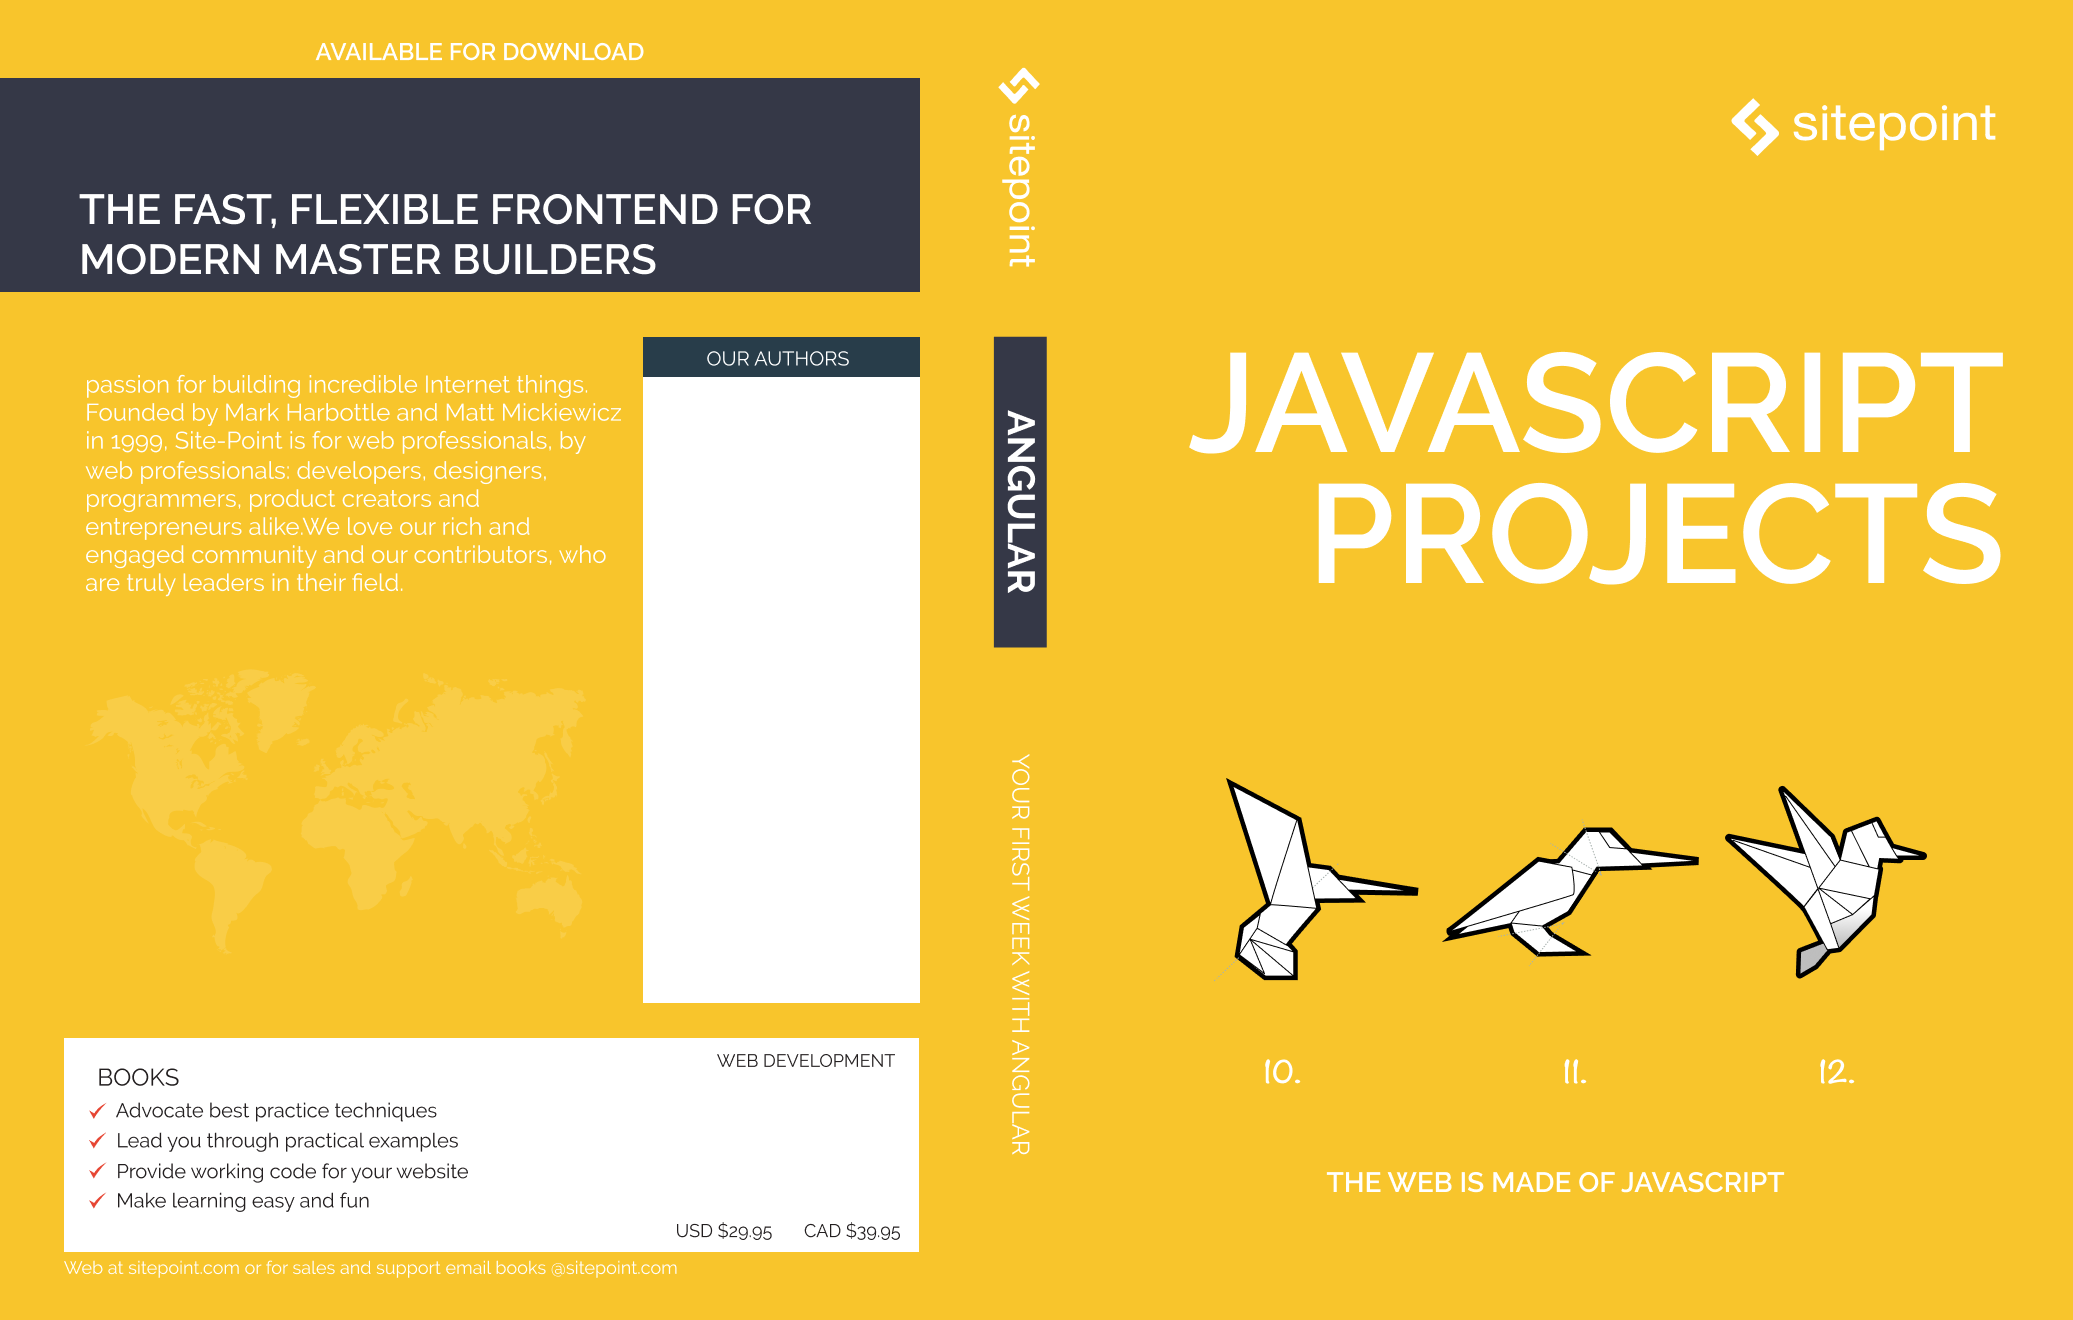 AVAILABLE FOR DOWNLOAD
THE FAST, FLEXIBLE FRONTEND FOR
MODERN MASTER BUILDERS
passion for building incredible Internet things.
Founded by Mark Harbottle and Matt Mickiewicz
in 1999, Site-Point is for web professionals, by
web professionals: developers, designers,
programmers, product creators and
entrepreneurs alike.We love our rich and
engaged community and our contributors, who
are truly leaders in their field.
OUR AUTHORS
BOOKS
WEB DEVELOPMENT
Advocate best practice techniques
Lead you through practical examples
Provide working code for your website
Make learning easy and fun
USD $29.95 CAD $39.95
Web at sitepoint.com or for sales and support email books @sitepoint.com
sitepoint
ANGULAR
YOUR FIRST WEEK WITH ANGULAR
sitepoint
JAVASCRIPT
PROJECTS
10. 11. 12.
THE WEB IS MADE OF JAVASCRIPT